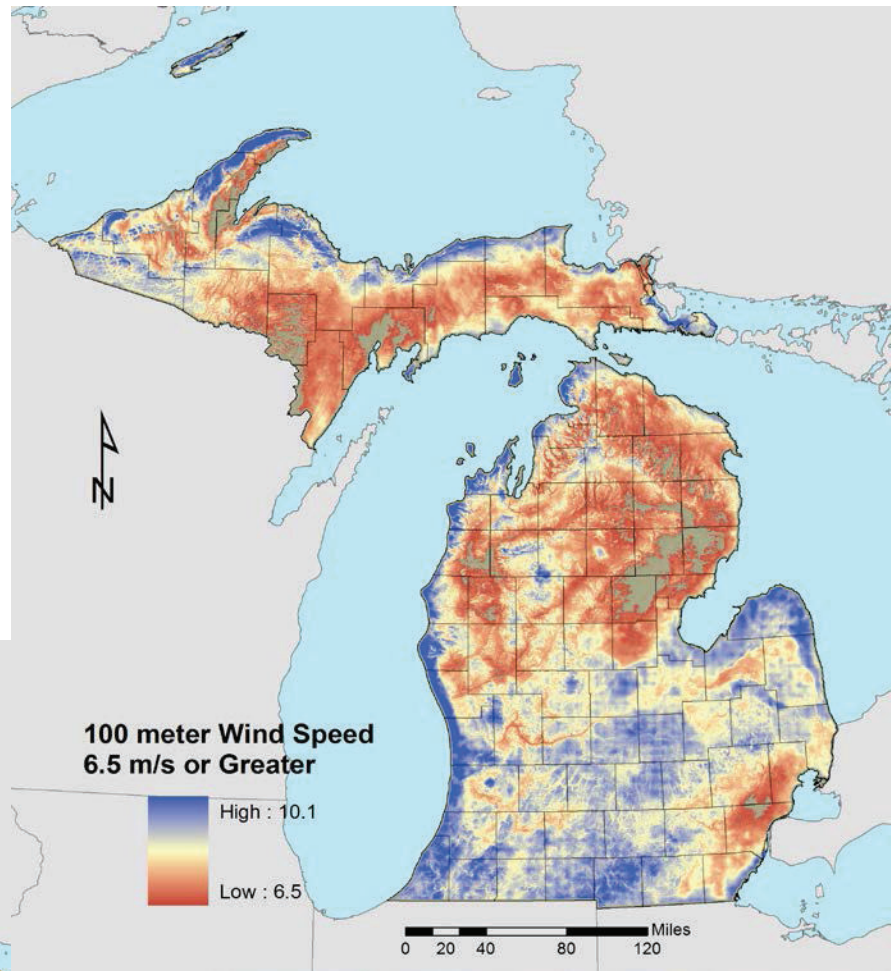 N
100 meter Wind Speed
6.5 m/s or Greater
High : 10.1
Low : 6.5
Miles
0 20 40 80 120